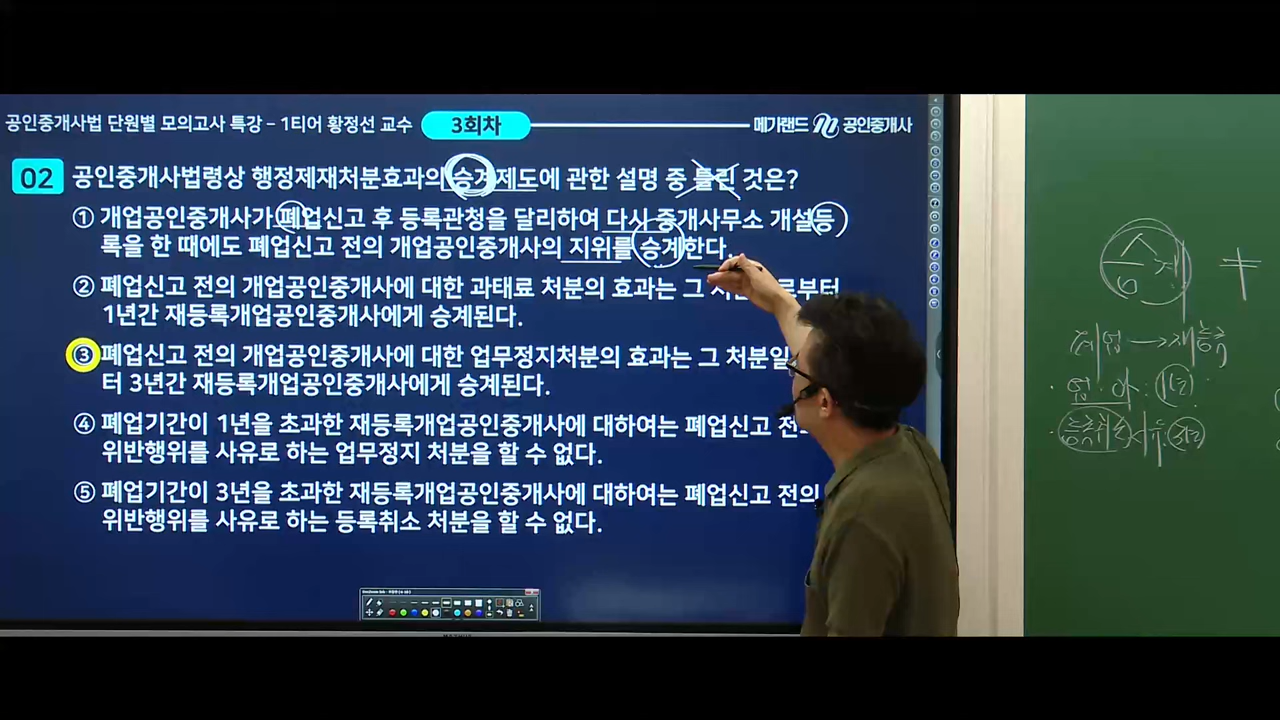 공인중개사법 단원별 모의고사 특강 – 1티어 황정선 교수 3회차 메가랜드 공인중개사
02 공인중개사법령상 행정제재처분효과의 승계제도에 관한 설명 중 틀린 것은?
① 개업공인중개사가 폐업신고 후 등록관청을 달리하여 다시 중개사무소 개설등
록을 한 때에도 폐업신고 전의 개업공인중개사의 지위를 승계한다.
② 폐업신고 전의 개업공인중개사에 대한 과태료 처분의 효과는 그 로부터
1년간 재등록개업공인중개사에게 승계된다.
③ 폐업신고 전의 개업공인중개사에 대한 업무정지처분의 효과는 그 처분일
터 3년간 재등록개업공인중개사에게 승계된다.
④ 폐업기간이 1년을 초과한 재등록개업공인중개사에 대하여는 폐업신고
위반행위를 사유로 하는 업무정지 처분을 할 수 없다.
⑤ 폐업기간이 3년을 초과한 재등록개업공인중개사에 대하여는 폐업신고 전의
위반행위를 사유로 하는 등록취소 처분을 할 수 없다.